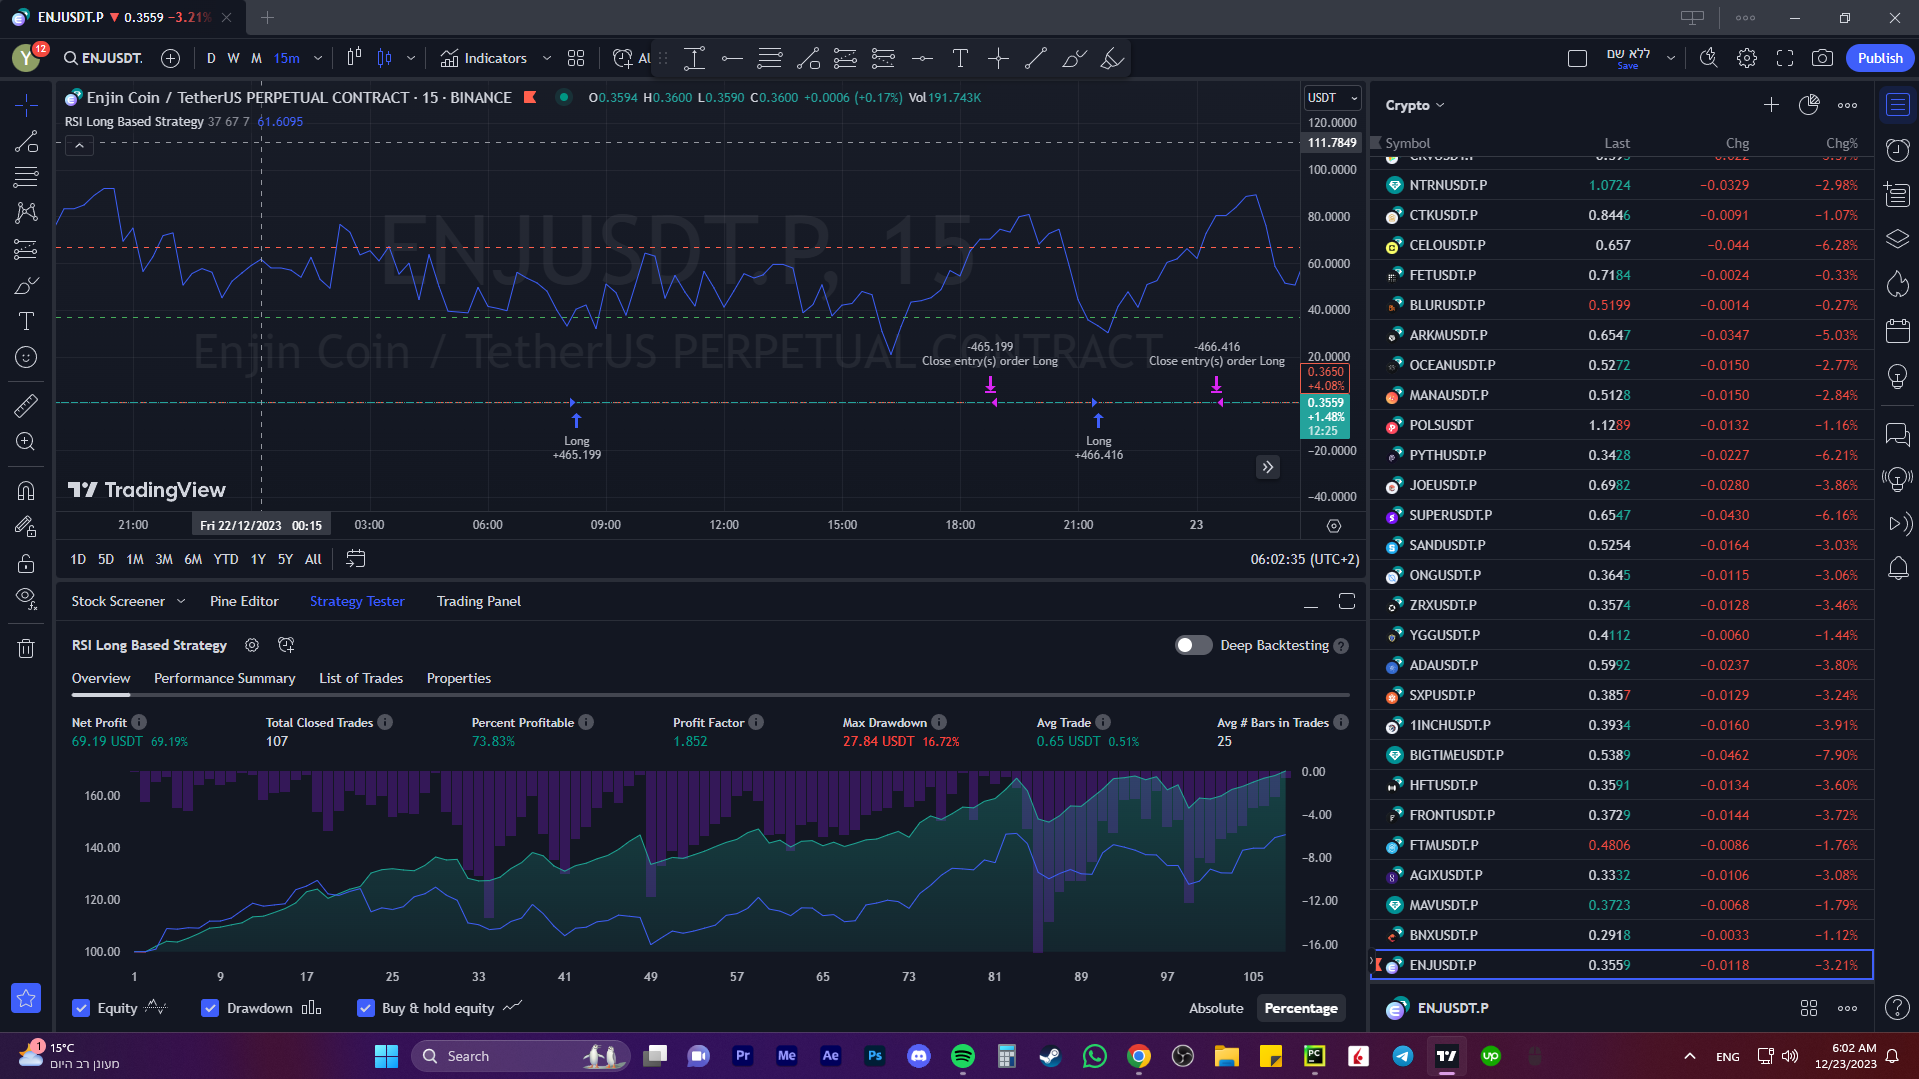 ENJUSDT.P ▼ 0.3559 −3.21%
Y 12 ENJUSDT. D W M 15m Indicators Al ללא שם Save Publish
Enjin Coin / TetherUS PERPETUAL CONTRACT · 15 · BINANCE O0.3594 H0.3600 L0.3590 C0.3600 +0.0006 (+0.17%) Vol191.743K
RSI Long Based Strategy 37 67 7 61.6095
USDT
120.0000
111.7849
100.0000
80.0000
60.0000
40.0000
20.0000
0.3650
+4.08%
0.3559
+1.48%
12:25
−20.0000
−40.0000
ENJUSDT.P, 15
Enjin Coin / TetherUS PERPETUAL CONTRACT
-465.199
Close entry(s) order Long
-466.416
Close entry(s) order Long
Long
+465.199
Long
+466.416
TradingView
21:00 Fri 22/12/2023 00:15 03:00 06:00 09:00 12:00 15:00 18:00 21:00 23
1D 5D 1M 3M 6M YTD 1Y 5Y All 06:02:35 (UTC+2)
Stock Screener Pine Editor Strategy Tester Trading Panel
RSI Long Based Strategy Deep Backtesting
Overview Performance Summary List of Trades Properties
Net Profit Total Closed Trades Percent Profitable Profit Factor Max Drawdown Avg Trade Avg # Bars in Trades
69.19 USDT 69.19% 107 73.83% 1.852 27.84 USDT 16.72% 0.65 USDT 0.51% 25
160.00
140.00
120.00
100.00
0.00
−4.00
−8.00
−12.00
−16.00
1 9 17 25 33 41 49 57 65 73 81 89 97 105
Equity Drawdown Buy & hold equity Absolute Percentage
Crypto
Symbol Last Chg Chg%
NTRNUSDT.P 1.0724 −0.0329 −2.98%
CTKUSDT.P 0.8446 −0.0091 −1.07%
CELOUSDT.P 0.657 −0.044 −6.28%
FETUSDT.P 0.7184 −0.0024 −0.33%
BLURUSDT.P 0.5199 −0.0014 −0.27%
ARKMUSDT.P 0.6547 −0.0347 −5.03%
OCEANUSDT.P 0.5272 −0.0150 −2.77%
MANAUSDT.P 0.5128 −0.0150 −2.84%
POLSUSDT 1.1289 −0.0132 −1.16%
PYTHUSDT.P 0.3428 −0.0227 −6.21%
JOEUSDT.P 0.6982 −0.0280 −3.86%
SUPERUSDT.P 0.6547 −0.0430 −6.16%
SANDUSDT.P 0.5254 −0.0164 −3.03%
ONGUSDT.P 0.3645 −0.0115 −3.06%
ZRXUSDT.P 0.3574 −0.0128 −3.46%
YGGUSDT.P 0.4112 −0.0060 −1.44%
ADAUSDT.P 0.5992 −0.0237 −3.80%
SXPUSDT.P 0.3857 −0.0129 −3.24%
1INCHUSDT.P 0.3934 −0.0160 −3.91%
BIGTIMEUSDT.P 0.5389 −0.0462 −7.90%
HFTUSDT.P 0.3591 −0.0134 −3.60%
FRONTUSDT.P 0.3729 −0.0144 −3.72%
FTMUSDT.P 0.4806 −0.0086 −1.76%
AGIXUSDT.P 0.3332 −0.0106 −3.08%
MAVUSDT.P 0.3723 −0.0068 −1.79%
BNXUSDT.P 0.2918 −0.0033 −1.12%
ENJUSDT.P 0.3559 −0.0118 −3.21%
ENJUSDT.P
1 15°C
מעונן רב היום
Search Pr Me Ae Ps PC up ENG 6:02 AM
12/23/2023